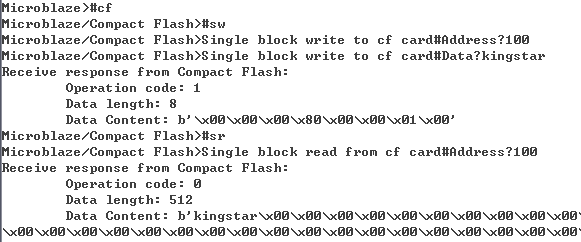 Microblaze>#cf
Microblaze/Compact Flash>#sw
Microblaze/Compact Flash>Single block write to cf card#Address?100
Microblaze/Compact Flash>Single block write to cf card#Data?kingstar
Receive response from Compact Flash:
Operation code: 1
Data length: 8
Data Content: b'\x00\x00\x00\x80\x00\x00\x01\x00'
Microblaze/Compact Flash>#sr
Microblaze/Compact Flash>Single block read from cf card#Address?100
Receive response from Compact Flash:
Operation code: 0
Data length: 512
Data Content: b'kingstar\x00\x00\x00\x00\x00\x00\x00\x00\x00\x00\x00
\x00\x00\x00\x00\x00\x00\x00\x00\x00\x00\x00\x00\x00\x00\x00\x00\x00\x00